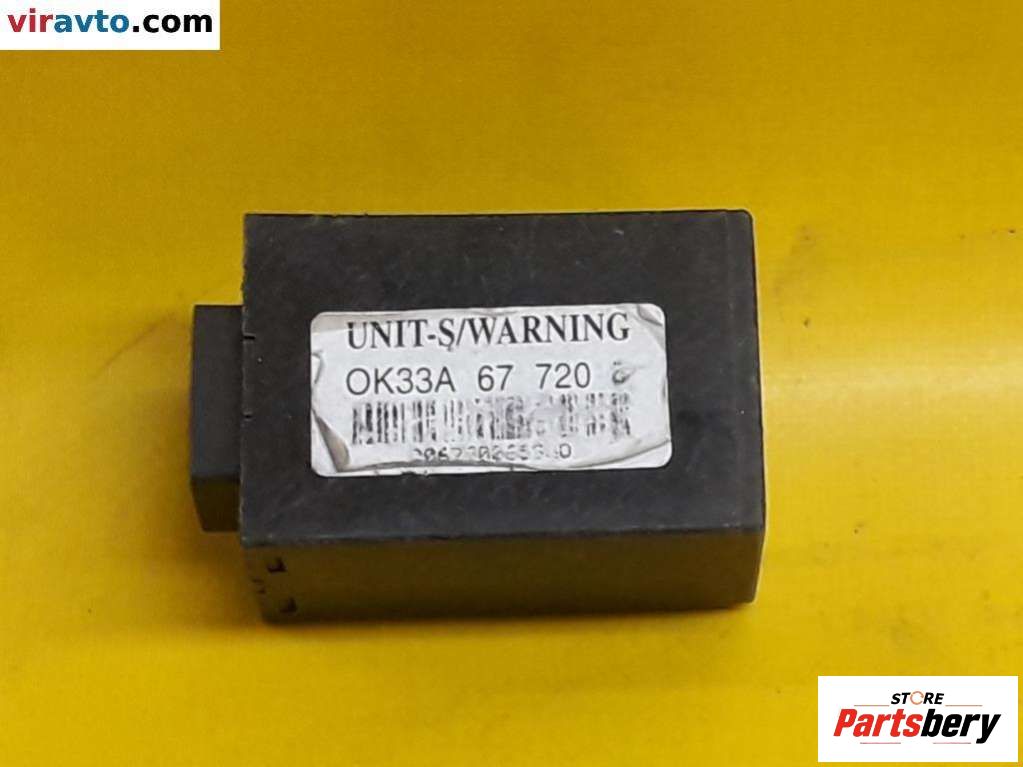 viravto.com
UNIT-S/WARNING
OK33A 67 720
STORE
Partsbery